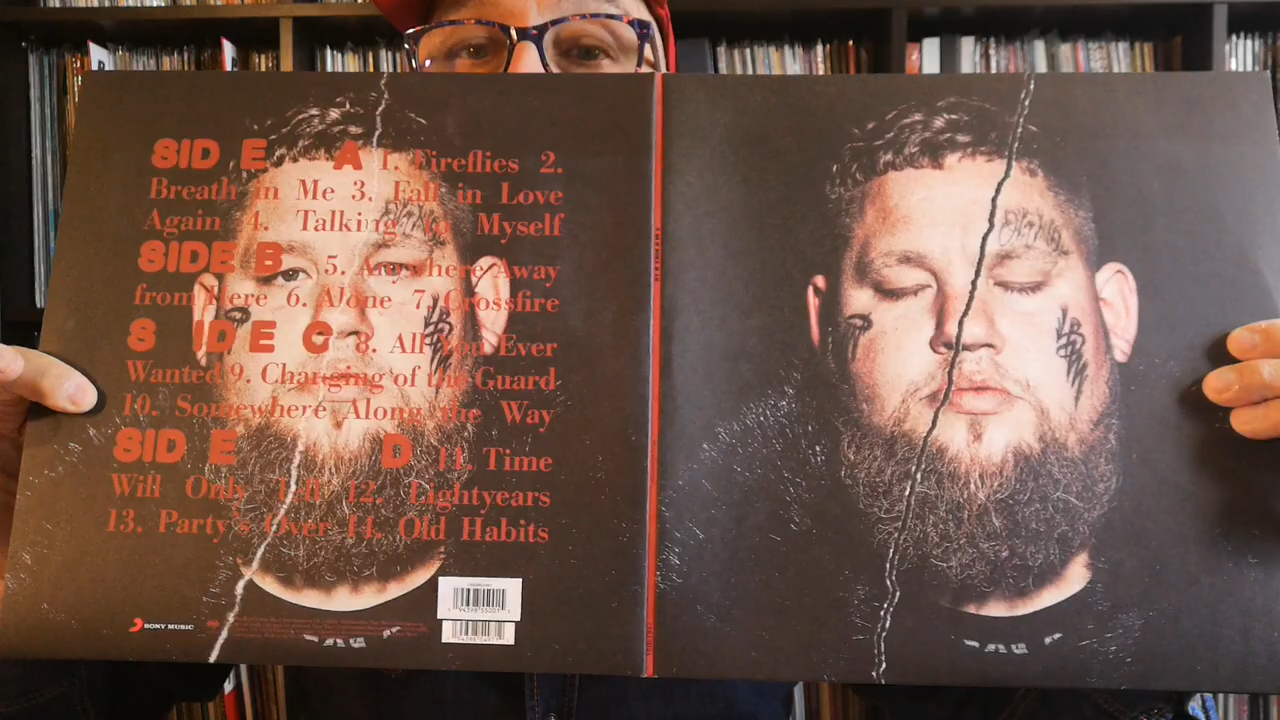 SIDE A 1. Fireflies 2.
Breath in Me 3. Fall in Love
Again 4. Talking to Myself
SIDE B 5. Anywhere Away
from Here 6. Alone 7. Crossfire
SIDE C 8. All You Ever
Wanted 9. Changing of the Guard
10. Somewhere Along the Way
SIDE D 11. Time
Will Only Tell 12. Lightyears
13. Party's Over 14. Old Habits
SONY MUSIC